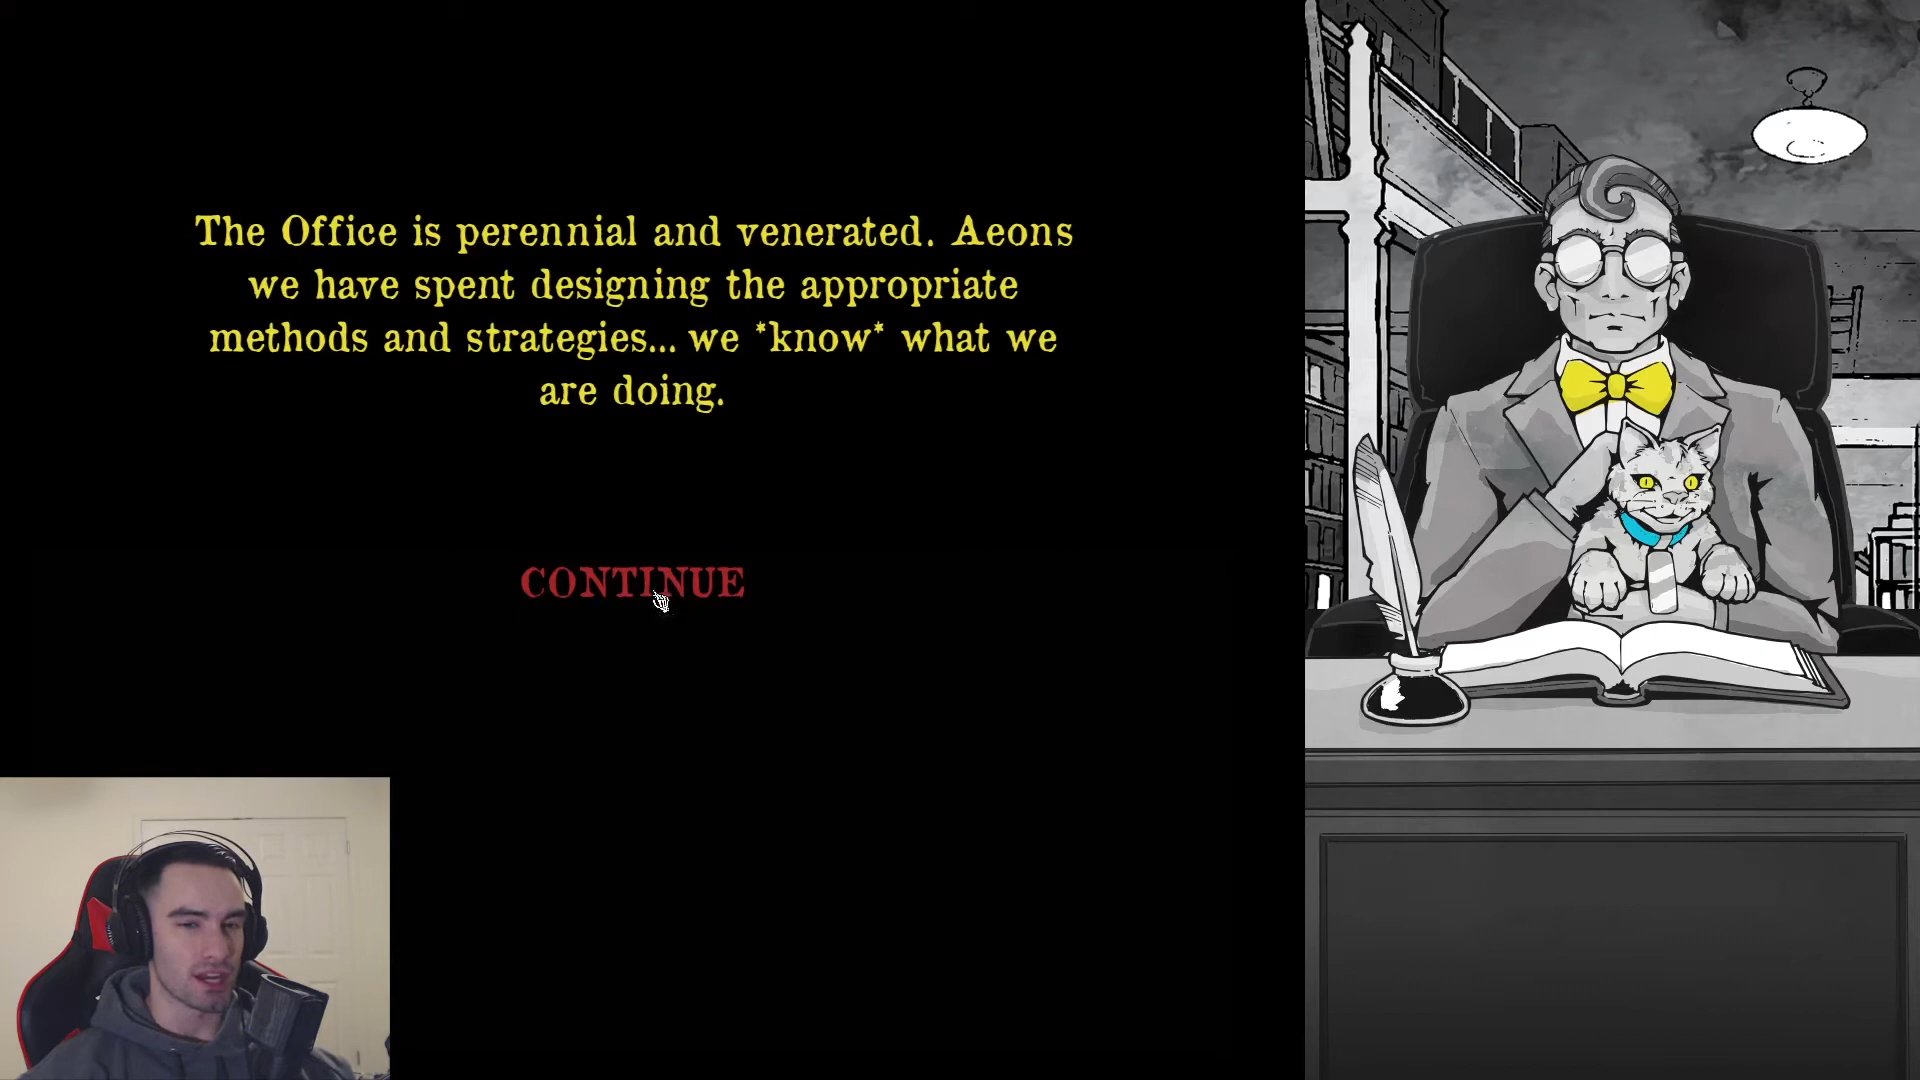 The Office is perennial and venerated. Aeons
we have spent designing the appropriate
methods and strategies... we *know* what we
are doing.
CONTINUE